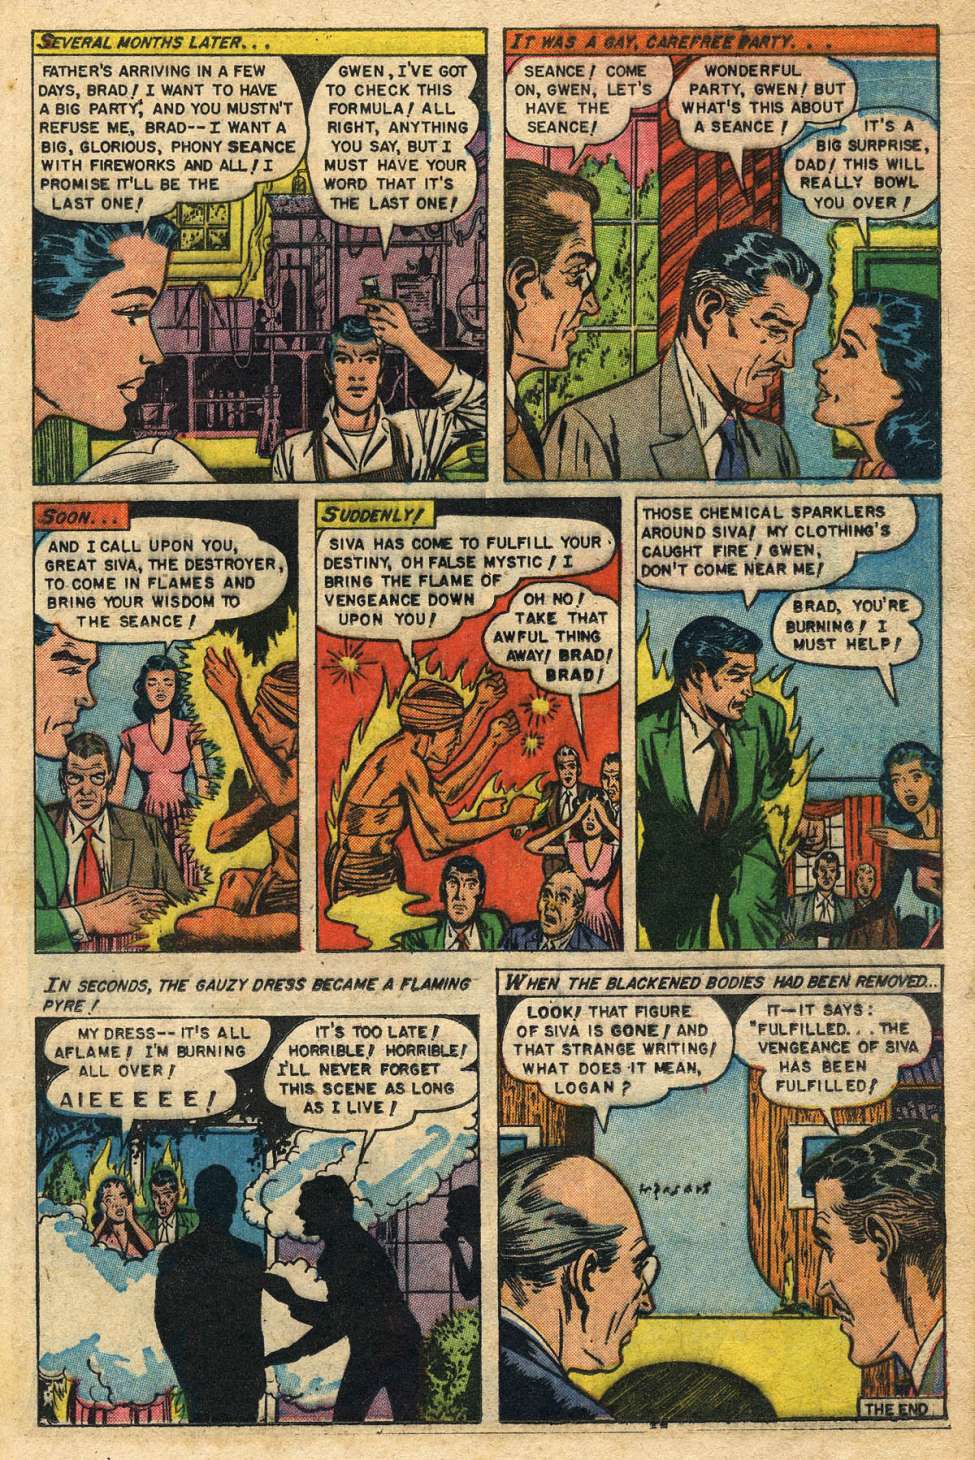 SEVERAL MONTHS LATER...
FATHER'S ARRIVING IN A FEW
DAYS, BRAD! I WANT TO HAVE
A BIG PARTY, AND YOU MUSTN'T
REFUSE ME, BRAD-- I WANT A
BIG, GLORIOUS, PHONY SEANCE
WITH FIREWORKS AND ALL! I
PROMISE IT'LL BE THE
LAST ONE!
GWEN, I'VE GOT
TO CHECK THIS
FORMULA! ALL
RIGHT, ANYTHING
YOU SAY, BUT I
MUST HAVE YOUR
WORD THAT IT'S
THE LAST ONE!
IT WAS A GAY, CAREFREE PARTY....
SEANCE! COME
ON, GWEN, LET'S
HAVE THE
SEANCE!
WONDERFUL
PARTY, GWEN! BUT
WHAT'S THIS ABOUT
A SEANCE!
IT'S A
BIG SURPRISE,
DAD! THIS WILL
REALLY BOWL
YOU OVER!
SOON...
AND I CALL UPON YOU,
GREAT SIVA, THE DESTROYER,
TO COME IN FLAMES AND
BRING YOUR WISDOM TO
THE SEANCE!
SUDDENLY!
SIVA HAS COME TO FULFILL YOUR
DESTINY, OH FALSE MYSTIC! I
BRING THE FLAME OF
VENGEANCE DOWN
UPON YOU!
OH NO!
TAKE THAT
AWFUL THING
AWAY! BRAD!
BRAD!
THOSE CHEMICAL SPARKLERS
AROUND SIVA! MY CLOTHING'S
CAUGHT FIRE! GWEN,
DON'T COME NEAR ME!
BRAD, YOU'RE
BURNING! I
MUST HELP!
IN SECONDS, THE GAUZY DRESS BECAME A FLAMING
PYRE!
MY DRESS-- IT'S ALL
AFLAME! I'M BURNING
ALL OVER!
AIEEEEEE!
IT'S TOO LATE!
HORRIBLE! HORRIBLE!
I'LL NEVER FORGET
THIS SCENE AS LONG
AS I LIVE!
WHEN THE BLACKENED BODIES HAD BEEN REMOVED...
LOOK! THAT FIGURE
OF SIVA IS GONE! AND
THAT STRANGE WRITING!
WHAT DOES IT MEAN,
LOGAN?
IT--IT SAYS:
"FULFILLED... THE
VENGEANCE OF SIVA
HAS BEEN
FULFILLED!
THE END